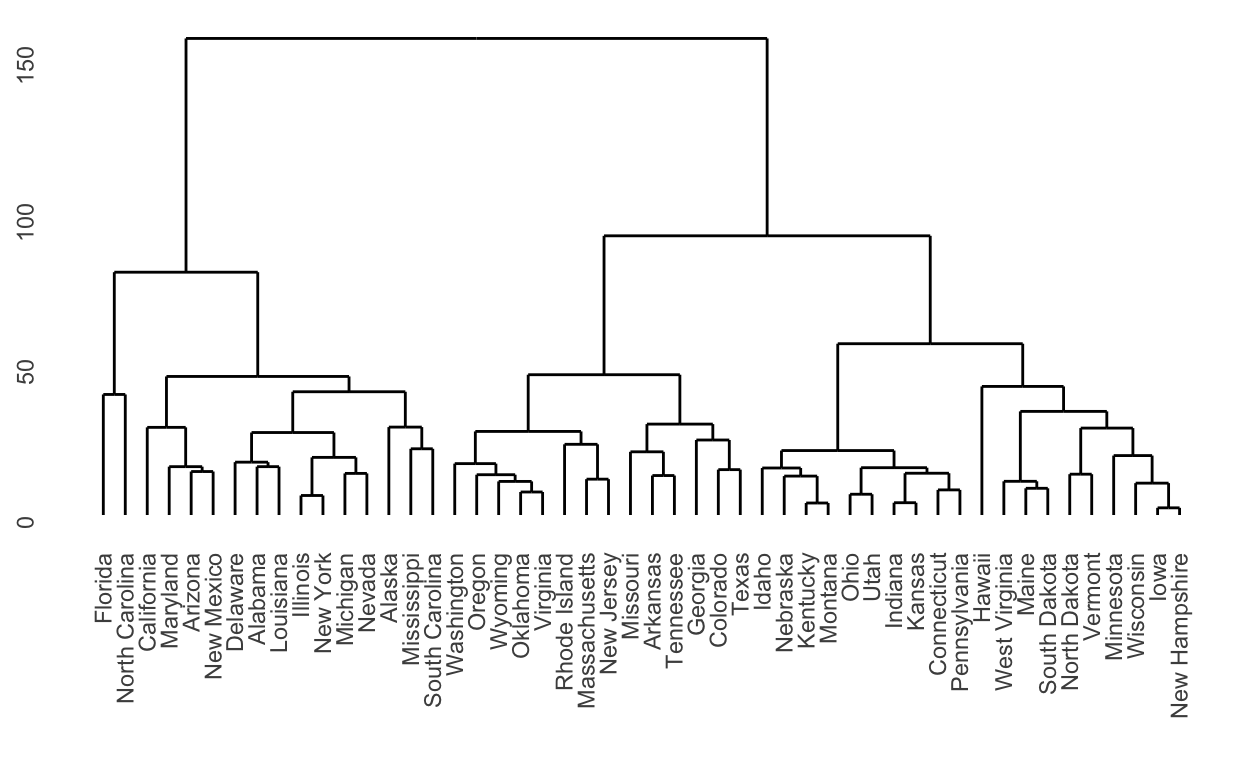 150
100
50
0
Florida
North Carolina
California
Maryland
Arizona
New Mexico
Delaware
Alabama
Louisiana
Illinois
New York
Michigan
Nevada
Alaska
Mississippi
South Carolina
Washington
Oregon
Wyoming
Oklahoma
Virginia
Rhode Island
Massachusetts
New Jersey
Missouri
Arkansas
Tennessee
Georgia
Colorado
Texas
Idaho
Nebraska
Kentucky
Montana
Ohio
Utah
Indiana
Kansas
Connecticut
Pennsylvania
Hawaii
West Virginia
Maine
South Dakota
North Dakota
Vermont
Minnesota
Wisconsin
Iowa
New Hampshire